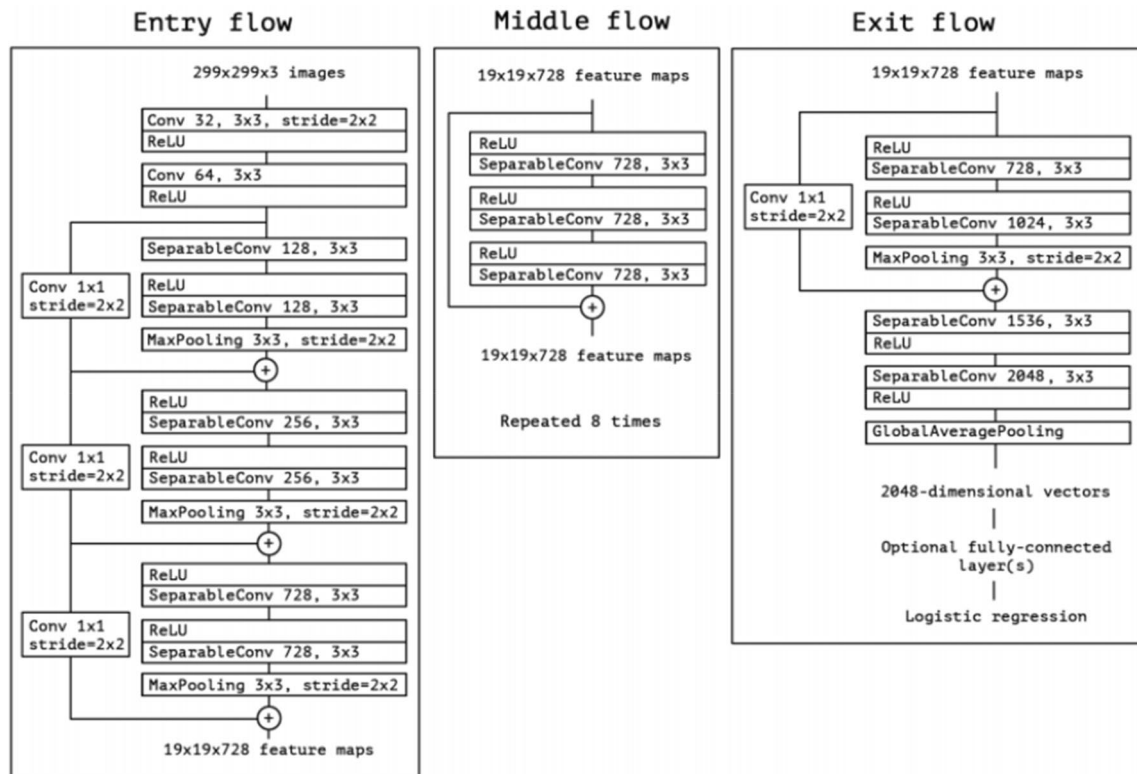 Entry flow
299x299x3 images
Conv 32, 3x3, stride=2x2
ReLU
Conv 64, 3x3
ReLU
SeparableConv 128, 3x3
Conv 1x1
stride=2x2
ReLU
SeparableConv 128, 3x3
MaxPooling 3x3, stride=2x2
+
ReLU
SeparableConv 256, 3x3
Conv 1x1
stride=2x2
ReLU
SeparableConv 256, 3x3
MaxPooling 3x3, stride=2x2
+
ReLU
SeparableConv 728, 3x3
Conv 1x1
stride=2x2
ReLU
SeparableConv 728, 3x3
MaxPooling 3x3, stride=2x2
+
19x19x728 feature maps
Middle flow
19x19x728 feature maps
ReLU
SeparableConv 728, 3x3
ReLU
SeparableConv 728, 3x3
ReLU
SeparableConv 728, 3x3
+
19x19x728 feature maps
Repeated 8 times
Exit flow
19x19x728 feature maps
ReLU
SeparableConv 728, 3x3
Conv 1x1
stride=2x2
ReLU
SeparableConv 1024, 3x3
MaxPooling 3x3, stride=2x2
+
SeparableConv 1536, 3x3
ReLU
SeparableConv 2048, 3x3
ReLU
GlobalAveragePooling
2048-dimensional vectors
Optional fully-connected
layer(s)
Logistic regression